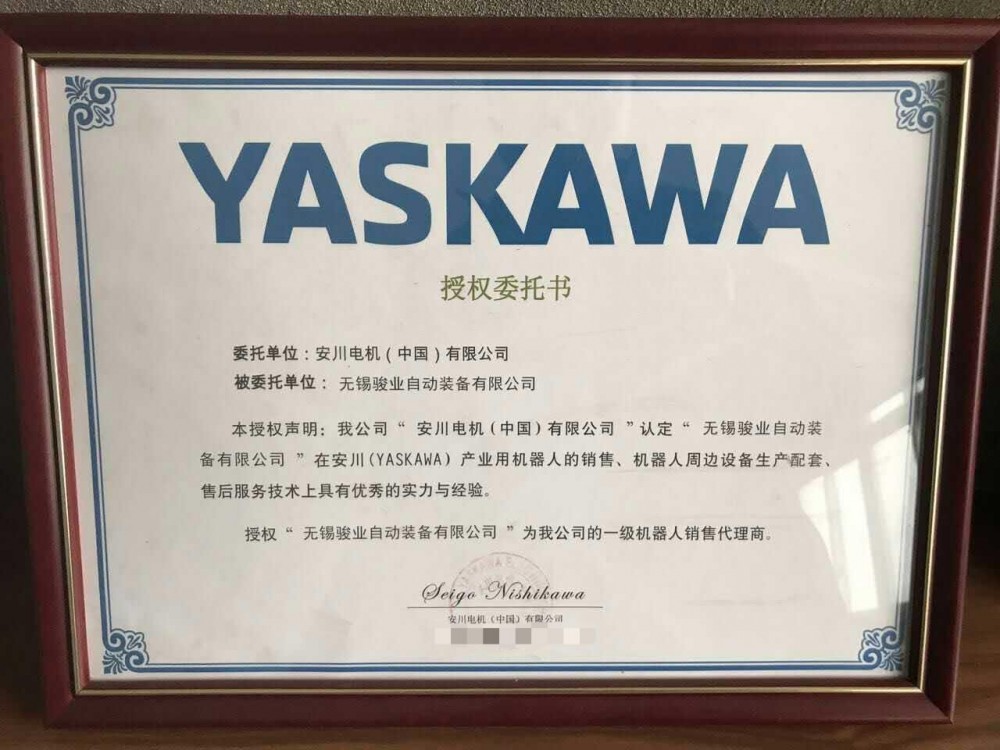 YASKAWA
授权委托书
委托单位：安川电机（中国）有限公司
被委托单位：无锡骏业自动装备有限公司
本授权声明：我公司“ 安川电机（中国）有限公司 ”认定“ 无锡骏业自动装
备有限公司 ”在安川(YASKAWA) 产业用机器人的销售、机器人周边设备生产配套、
售后服务技术上具有优秀的实力与经验。
授权“ 无锡骏业自动装备有限公司 ”为我公司的一级机器人销售代理商。
Seigo Nishikawa
安川电机（中国）有限公司